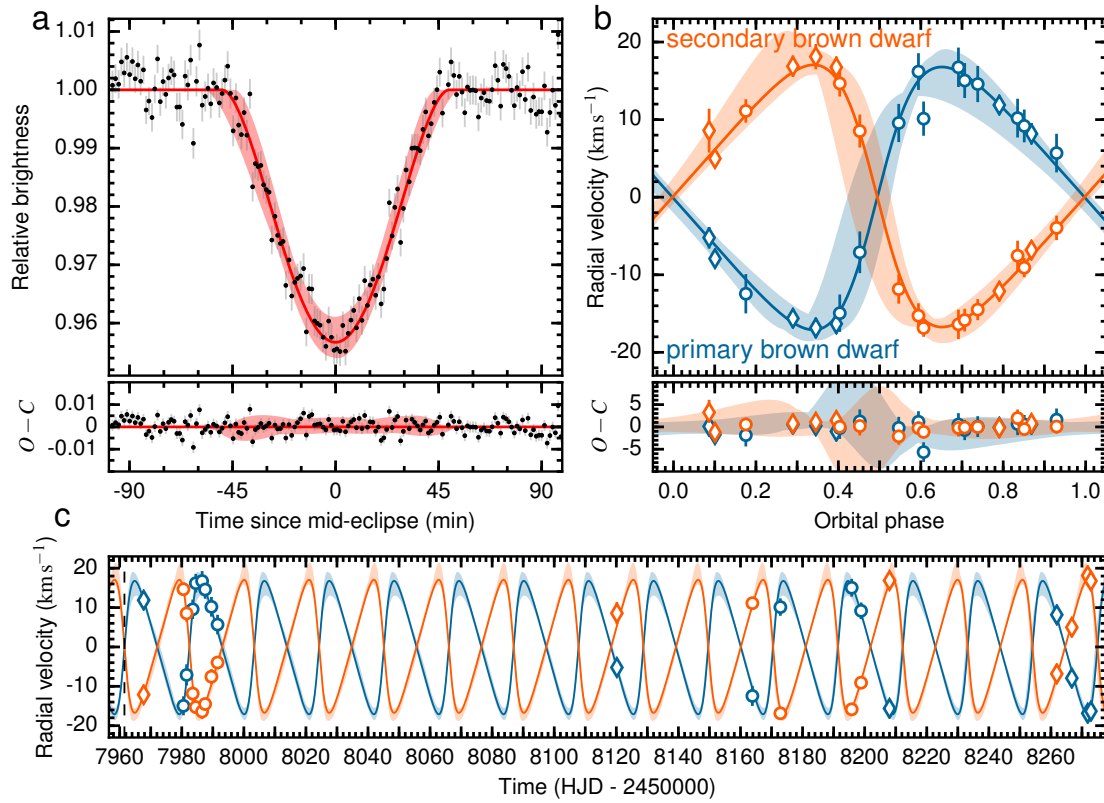 a
1.01
1.00
0.99
0.98
0.97
0.96
Relative brightness
0.01
0
-0.01
O − C
-90
-45
0
45
90
Time since mid-eclipse (min)
b
secondary brown dwarf
primary brown dwarf
20
10
0
-10
-20
Radial velocity (km s⁻¹)
5
0
-5
O − C
0.0
0.2
0.4
0.6
0.8
1.0
Orbital phase
c
20
10
0
-10
-20
Radial velocity (km s⁻¹)
7960 7980 8000 8020 8040 8060 8080 8100 8120 8140 8160 8180 8200 8220 8240 8260
Time (HJD - 2450000)